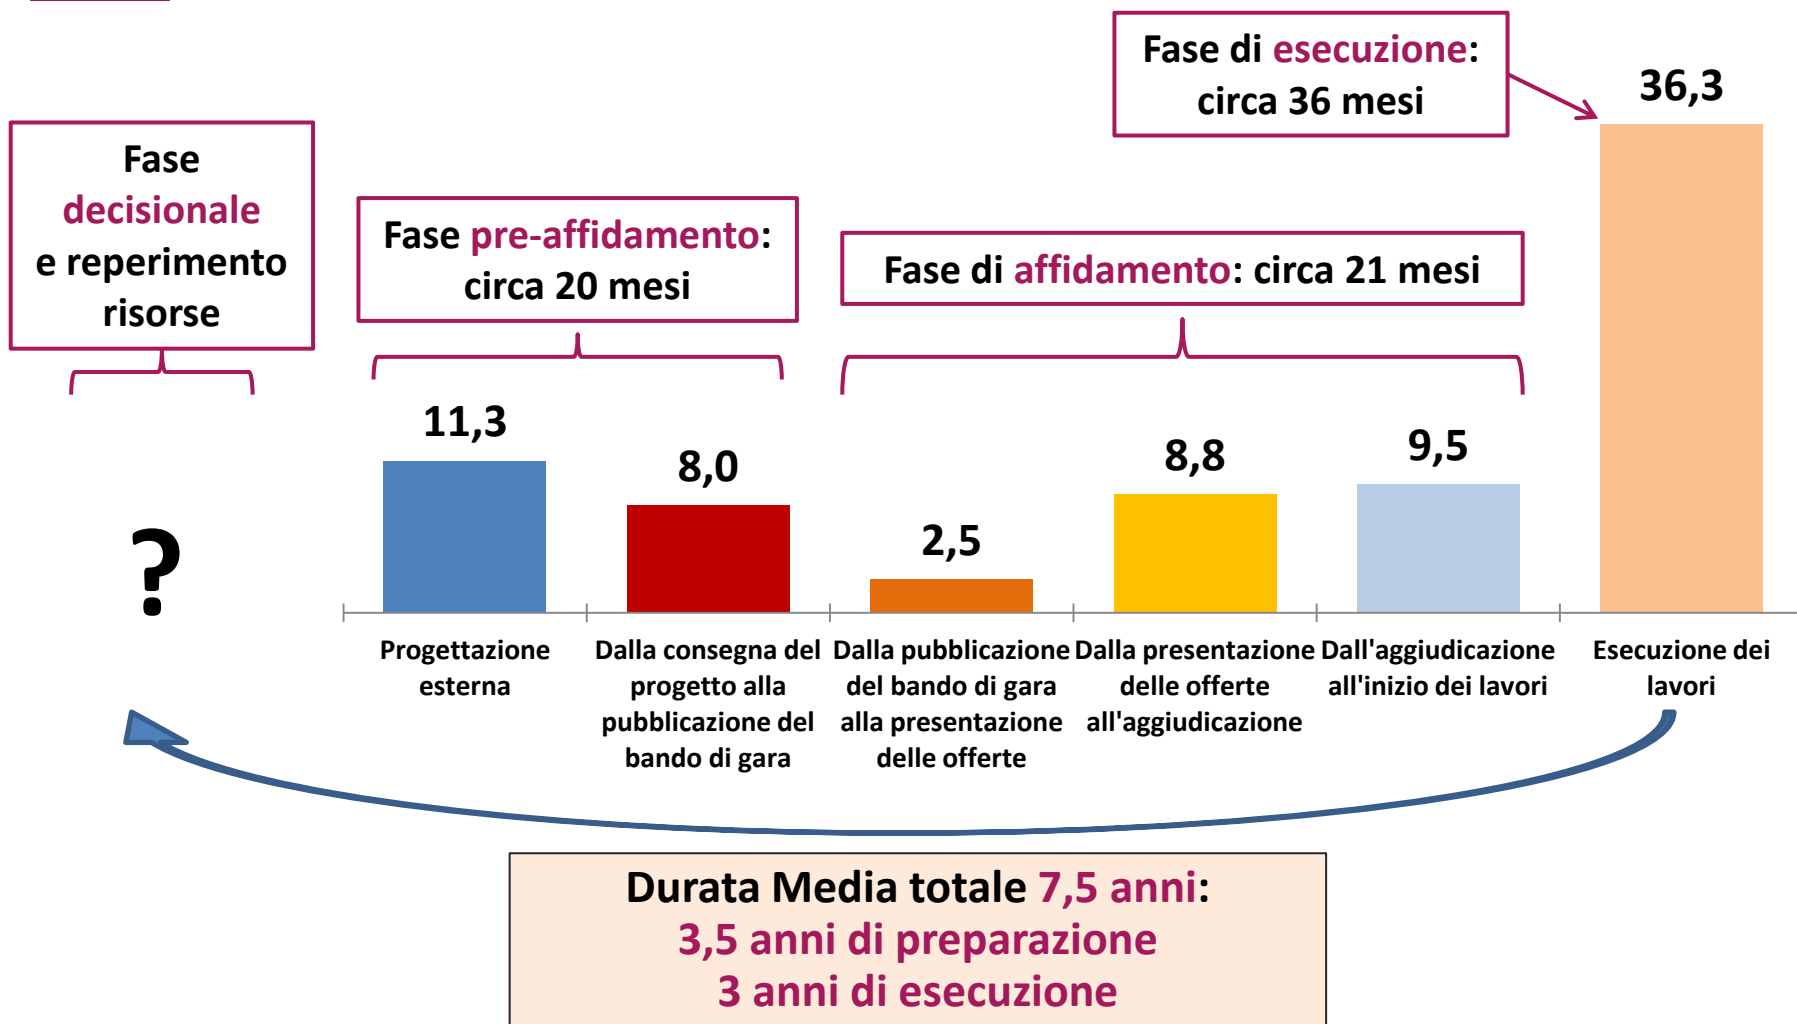 Fase di esecuzione:
circa 36 mesi
36,3
Fase
decisionale
e reperimento
risorse
Fase pre-affidamento:
circa 20 mesi
Fase di affidamento: circa 21 mesi
11,3
8,0
2,5
8,8
9,5
?
Progettazione
esterna
Dalla consegna del
progetto alla
pubblicazione del
bando di gara
Dalla pubblicazione
del bando di gara
alla presentazione
delle offerte
Dalla presentazione
delle offerte
all'aggiudicazione
Dall'aggiudicazione
all'inizio dei lavori
Esecuzione dei
lavori
Durata Media totale 7,5 anni:
3,5 anni di preparazione
3 anni di esecuzione